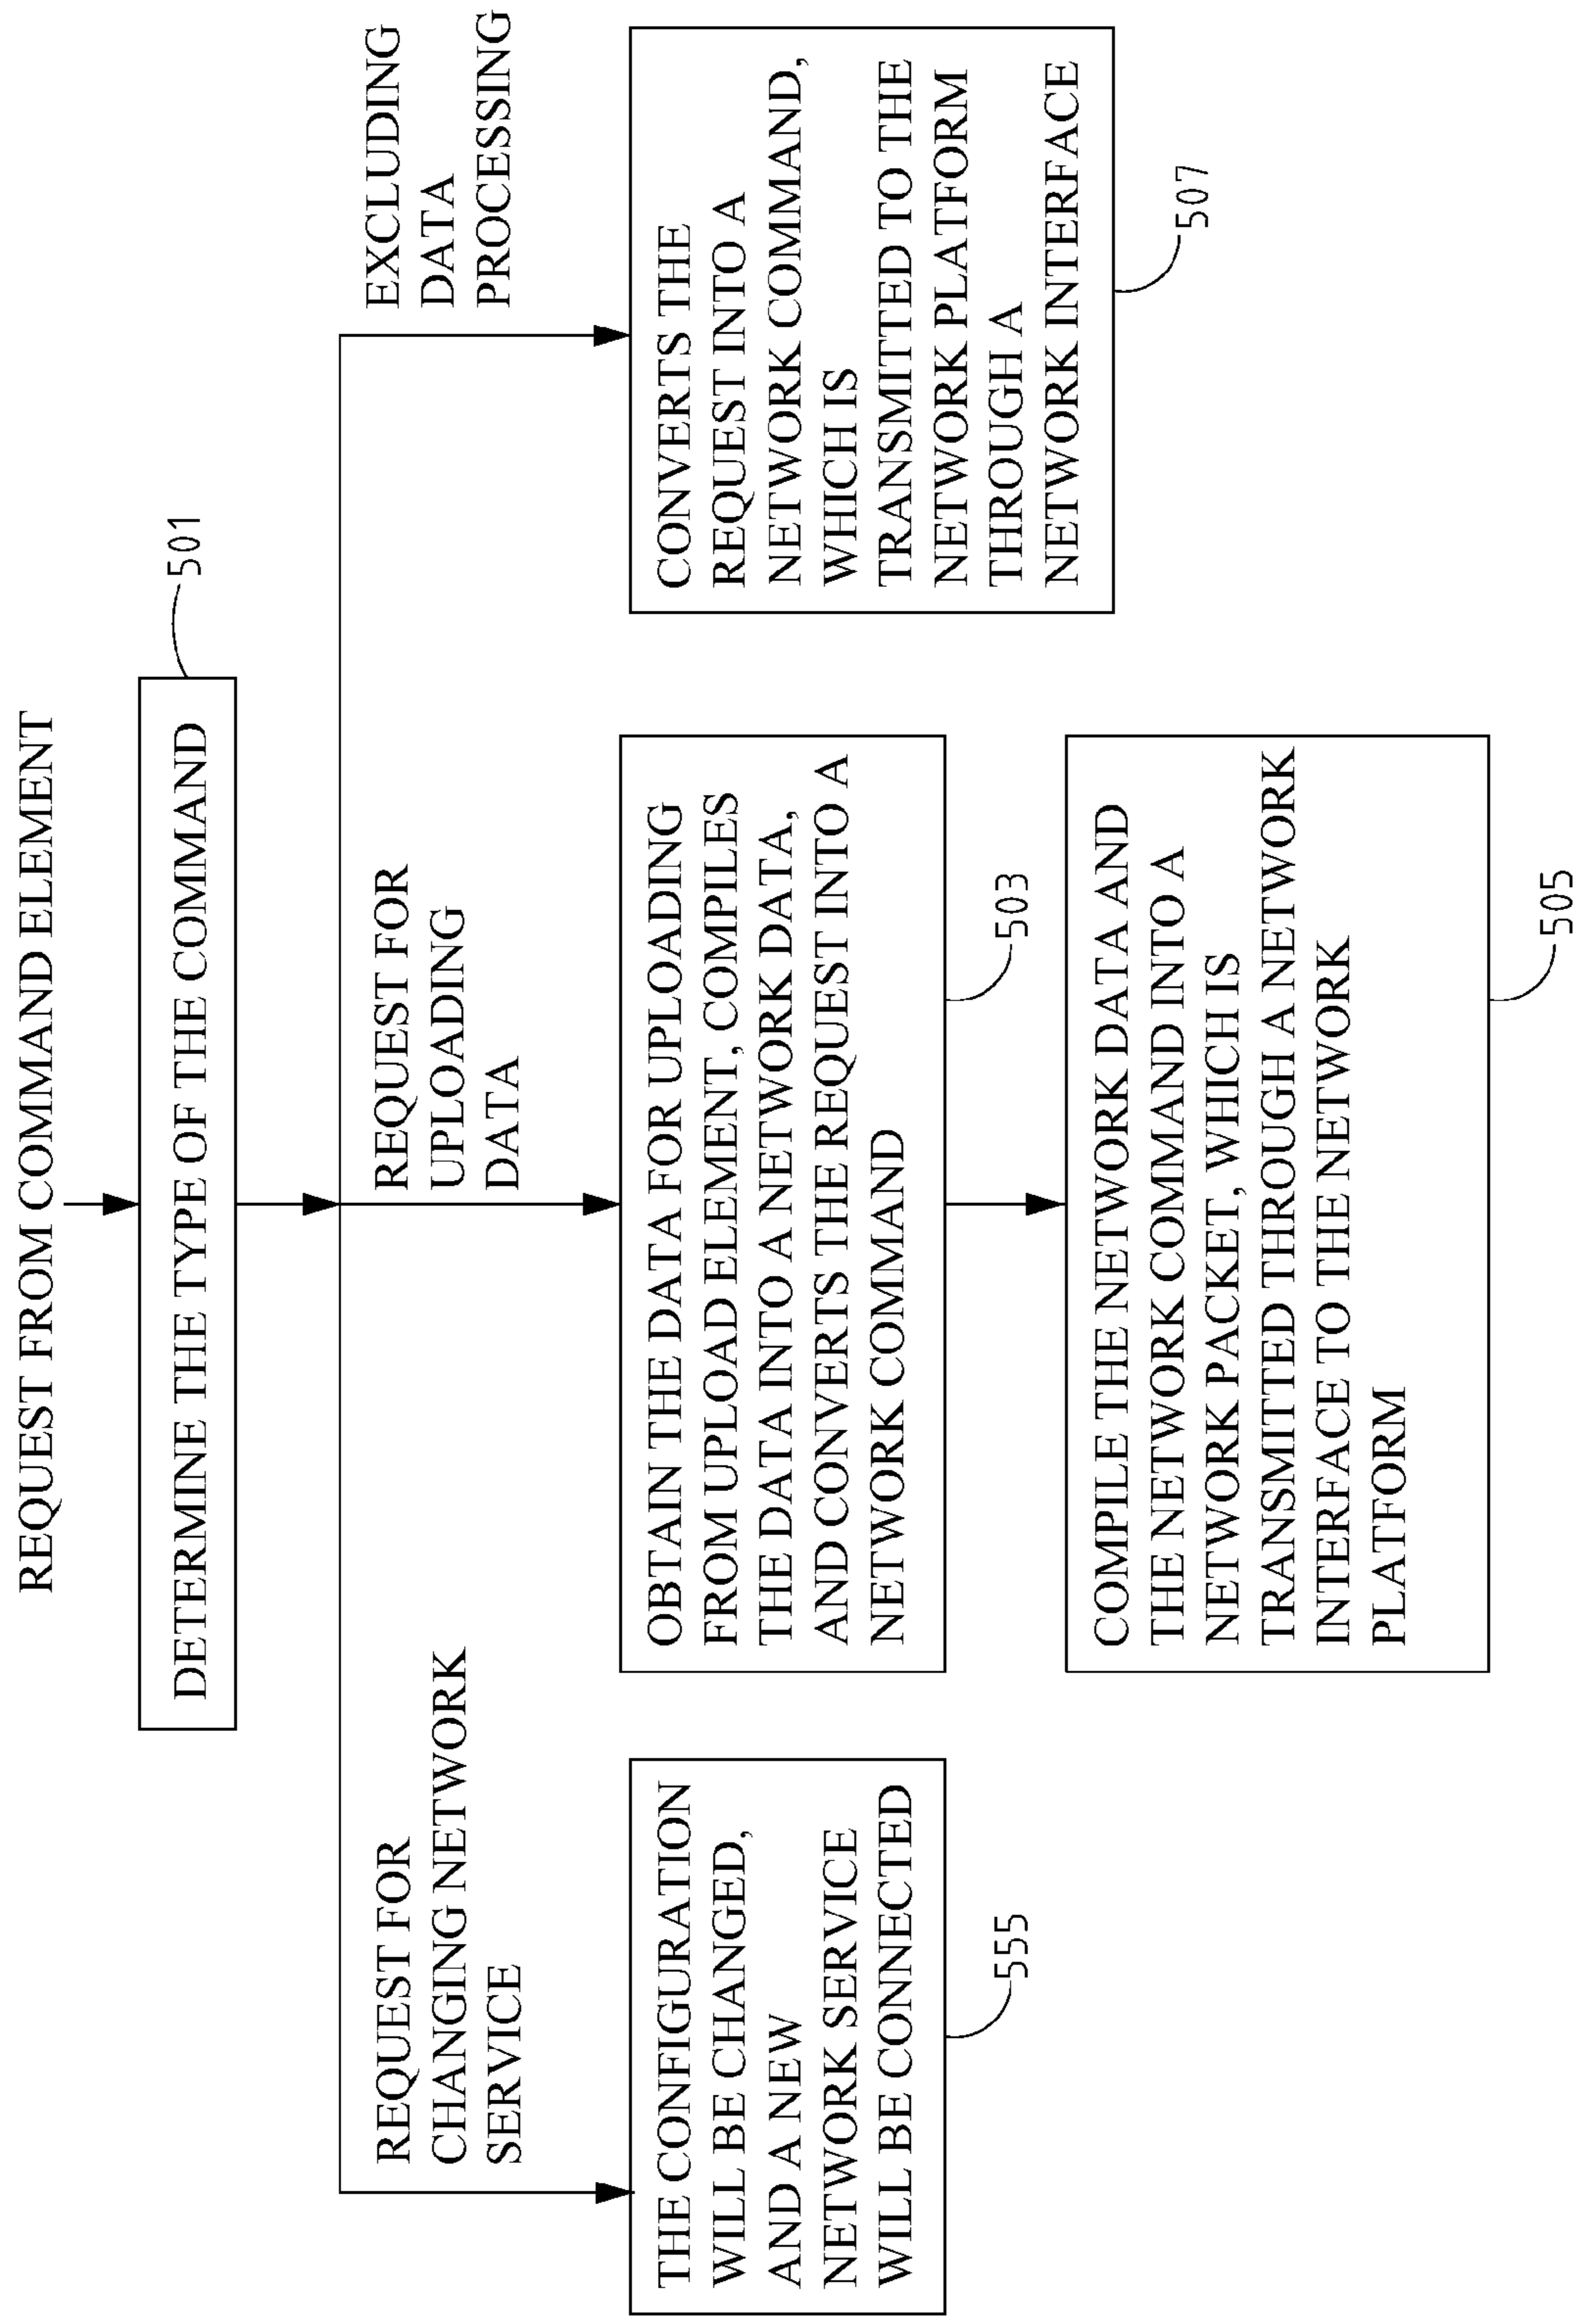 REQUEST FROM COMMAND ELEMENT
DETERMINE THE TYPE OF THE COMMAND
501
REQUEST FOR
CHANGING NETWORK
SERVICE
REQUEST FOR
UPLOADING
DATA
EXCLUDING
DATA
PROCESSING
THE CONFIGURATION
WILL BE CHANGED,
AND A NEW
NETWORK SERVICE
WILL BE CONNECTED
555
OBTAIN THE DATA FOR UPLOADING
FROM UPLOAD ELEMENT, COMPILES
THE DATA INTO A NETWORK DATA,
AND CONVERTS THE REQUEST INTO A
NETWORK COMMAND
503
CONVERTS THE
REQUEST INTO A
NETWORK COMMAND,
WHICH IS
TRANSMITTED TO THE
NETWORK PLATFORM
THROUGH A
NETWORK INTERFACE
507
COMPILE THE NETWORK DATA AND
THE NETWORK COMMAND INTO A
NETWORK PACKET, WHICH IS
TRANSMITTED THROUGH A NETWORK
INTERFACE TO THE NETWORK
PLATFORM
505